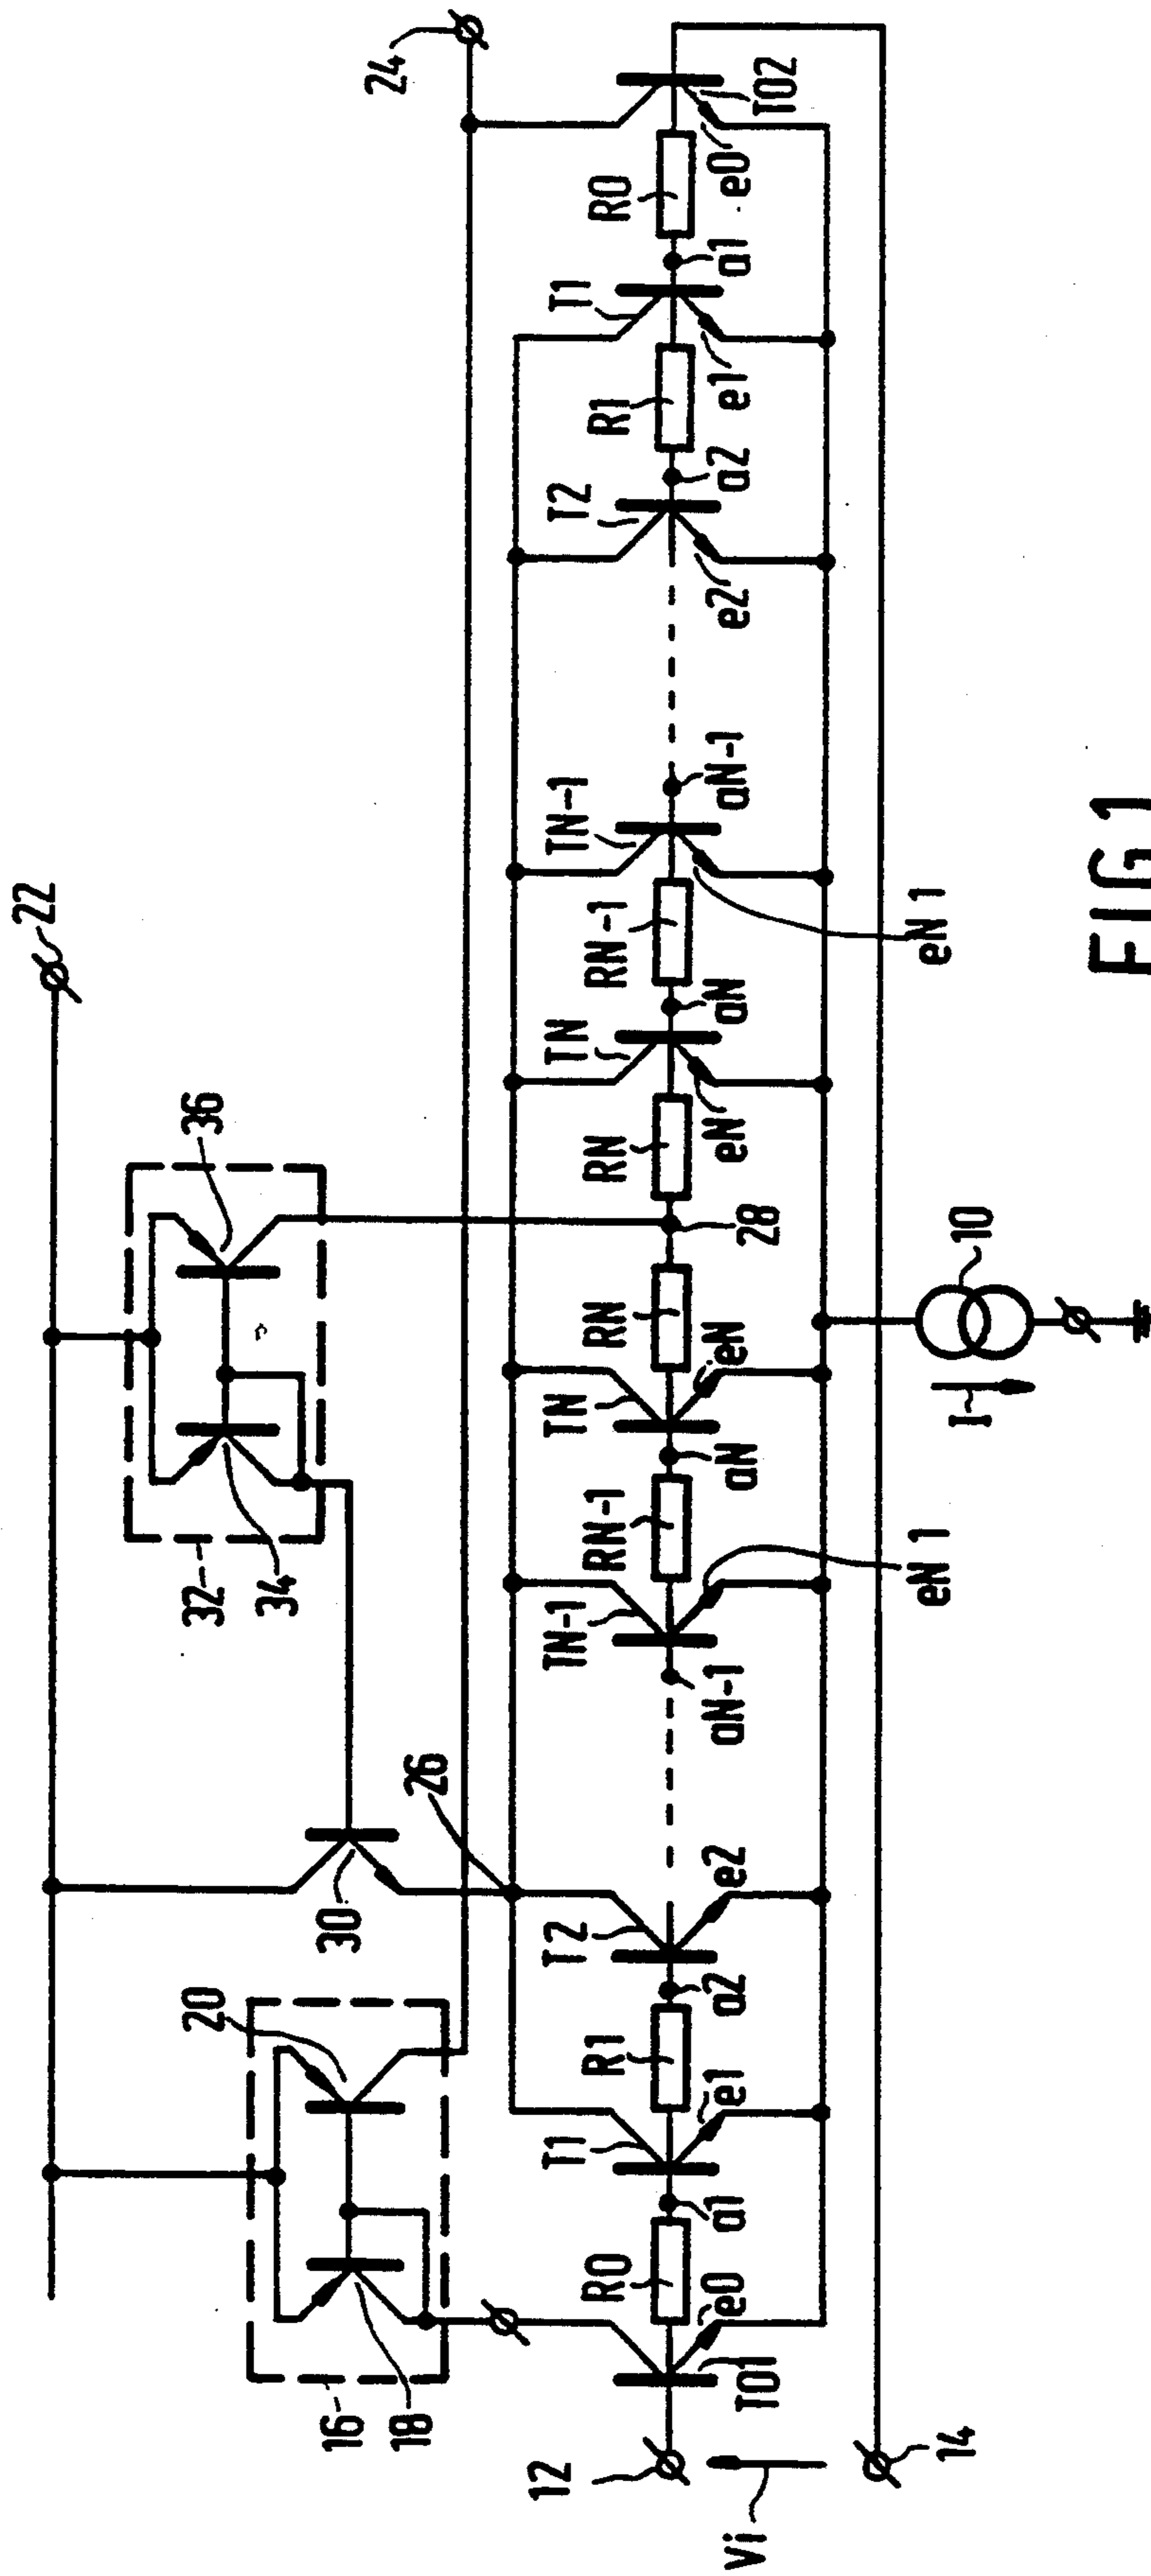 22
24
16
18
20
30
32
34
36
26
T1
T2
TN-1
TN
TN
TN-1
T2
T1
12
R0
R1
RN-1
RN
RN
RN-1
R1
R0
T01
e0
a1
e1
a2
e2
aN-1
aN
eN
28
eN
aN
aN-1
e2
a2
e1
a1
e0
T02
eN 1
eN 1
Vi
14
I
10
FIG.1